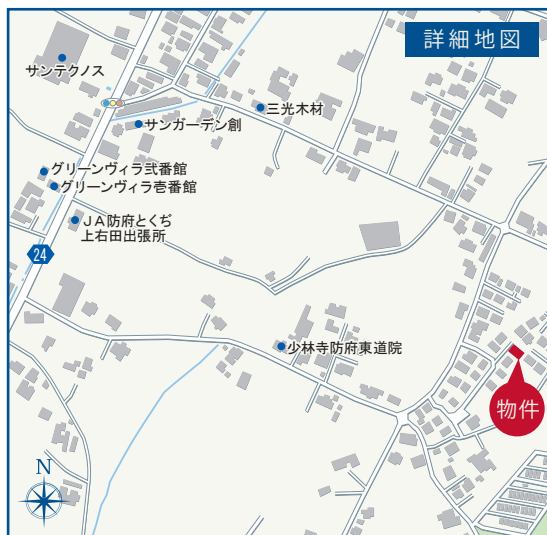 詳細地図
サンテクノス
三光木材
サンガーデン創
グリーンヴィラ弐番館
グリーンヴィラ壱番館
JA防府とくぢ
上右田出張所
24
少林寺防府東道院
物件
N